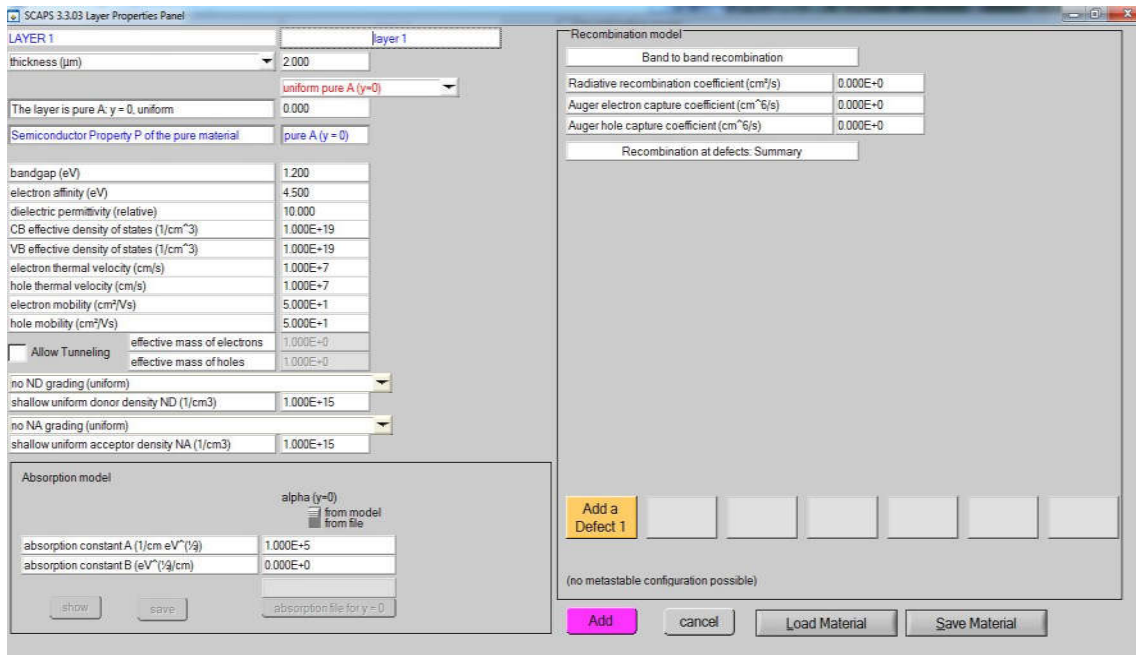 SCAPS 3.3.03 Layer Properties Panel
LAYER 1 layer 1
thickness (µm) 2.000
uniform pure A (y=0)
The layer is pure A: y = 0, uniform 0.000
Semiconductor Property P of the pure material pure A (y = 0)
bandgap (eV) 1.200
electron affinity (eV) 4.500
dielectric permittivity (relative) 10.000
CB effective density of states (1/cm^3) 1.000E+19
VB effective density of states (1/cm^3) 1.000E+19
electron thermal velocity (cm/s) 1.000E+7
hole thermal velocity (cm/s) 1.000E+7
electron mobility (cm²/Vs) 5.000E+1
hole mobility (cm²/Vs) 5.000E+1
Allow Tunneling
effective mass of electrons 1.000E+0
effective mass of holes 1.000E+0
no ND grading (uniform)
shallow uniform donor density ND (1/cm3) 1.000E+15
no NA grading (uniform)
shallow uniform acceptor density NA (1/cm3) 1.000E+15
Absorption model
alpha (y=0)
from model
from file
absorption constant A (1/cm eV^(½)) 1.000E+5
absorption constant B (eV^(½)/cm) 0.000E+0
show save absorption file for y = 0
Recombination model
Band to band recombination
Radiative recombination coefficient (cm³/s) 0.000E+0
Auger electron capture coefficient (cm^6/s) 0.000E+0
Auger hole capture coefficient (cm^6/s) 0.000E+0
Recombination at defects: Summary
Add a
Defect 1
(no metastable configuration possible)
Add cancel Load Material Save Material